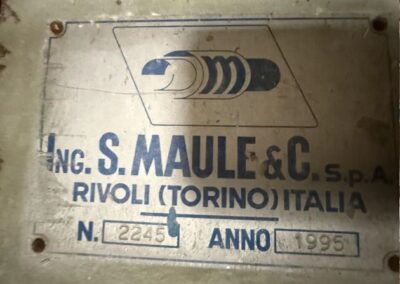 ING. S. MAULE & C. S.p.A.
RIVOLI (TORINO) ITALIA
N. 2245 ANNO 1995